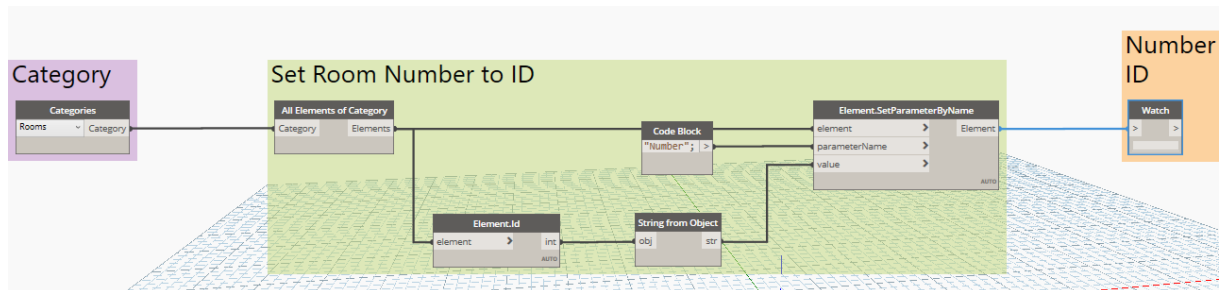 Category
Categories
Rooms Category
Set Room Number to ID
All Elements of Category
Category Elements
Code Block
"Number"; >
Element.Id
element > int
AUTO
String from Object
obj str
Element.SetParameterByName
element > Element
parameterName >
value >
AUTO
Number
ID
Watch
> >